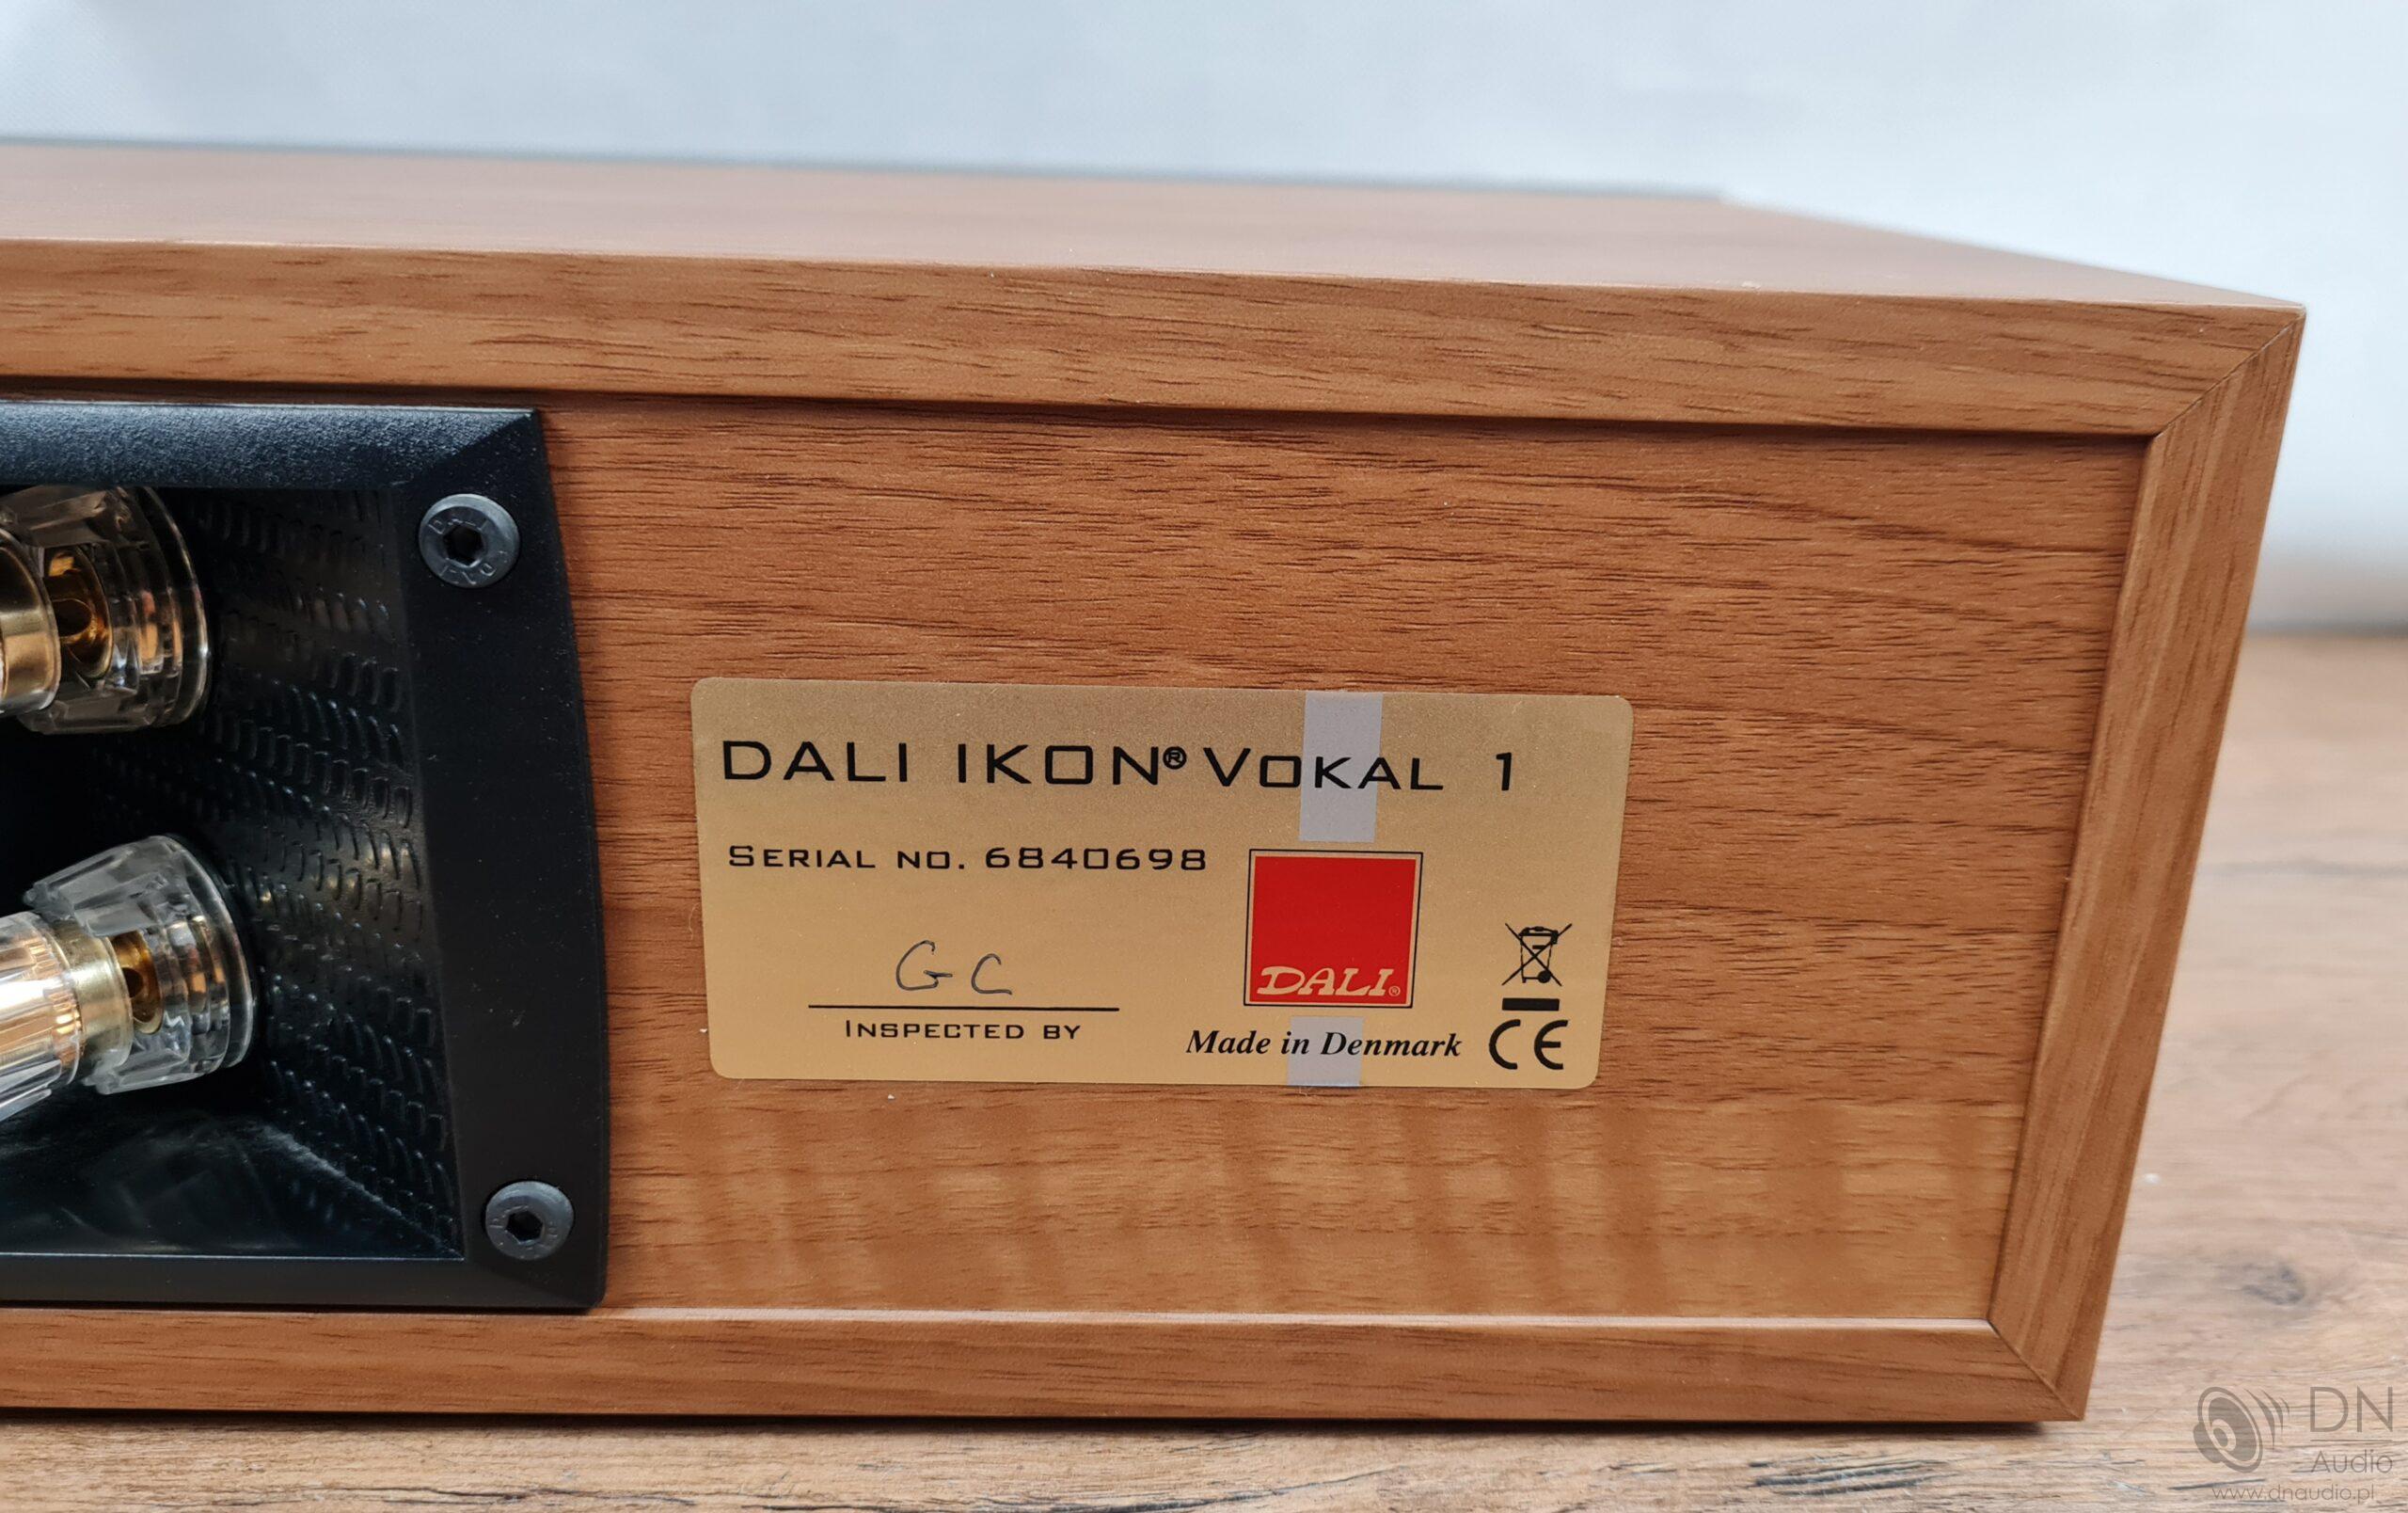 DALI
DALI IKON® VOKAL 1
SERIAL NO. 6840698
GC
INSPECTED BY
DALI®
Made in Denmark
CE
DN
Audio
www.dnaudio.pl